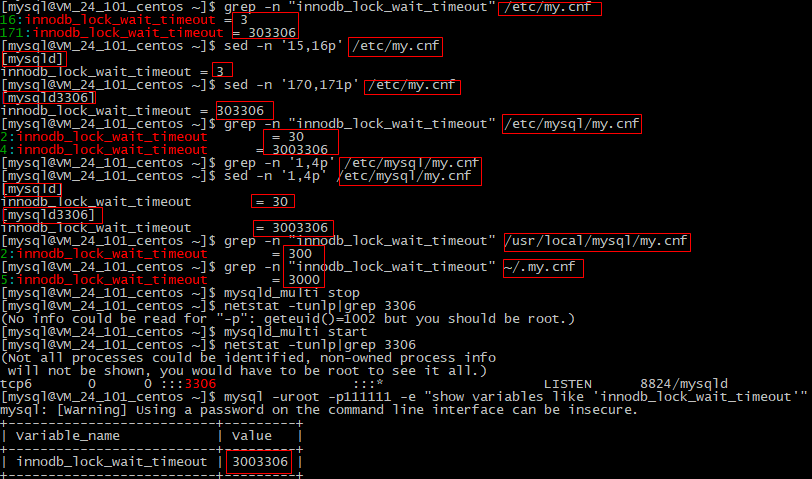 [mysql@VM_24_101_centos ~]$ grep -n "innodb_lock_wait_timeout" /etc/my.cnf
16:innodb_lock_wait_timeout = 3
171:innodb_lock_wait_timeout = 303306
[mysql@VM_24_101_centos ~]$ sed -n '15,16p' /etc/my.cnf
[mysqld]
innodb_lock_wait_timeout = 3
[mysql@VM_24_101_centos ~]$ sed -n '170,171p' /etc/my.cnf
[mysqld3306]
innodb_lock_wait_timeout = 303306
[mysql@VM_24_101_centos ~]$ grep -n "innodb_lock_wait_timeout" /etc/mysql/my.cnf
2:innodb_lock_wait_timeout = 30
4:innodb_lock_wait_timeout = 3003306
[mysql@VM_24_101_centos ~]$ grep -n '1,4p' /etc/mysql/my.cnf
[mysql@VM_24_101_centos ~]$ sed -n '1,4p' /etc/mysql/my.cnf
[mysqld]
innodb_lock_wait_timeout = 30
[mysqld3306]
innodb_lock_wait_timeout = 3003306
[mysql@VM_24_101_centos ~]$ grep -n "innodb_lock_wait_timeout" /usr/local/mysql/my.cnf
2:innodb_lock_wait_timeout = 300
[mysql@VM_24_101_centos ~]$ grep -n "innodb_lock_wait_timeout" ~/.my.cnf
5:innodb_lock_wait_timeout = 3000
[mysql@VM_24_101_centos ~]$ mysqld_multi stop
[mysql@VM_24_101_centos ~]$ netstat -tunlp|grep 3306
(No info could be read for "-p": geteuid()=1002 but you should be root.)
[mysql@VM_24_101_centos ~]$ mysqld_multi start
[mysql@VM_24_101_centos ~]$ netstat -tunlp|grep 3306
(Not all processes could be identified, non-owned process info
will not be shown, you would have to be root to see it all.)
tcp6 0 0 :::3306 :::* LISTEN 8824/mysqld
[mysql@VM_24_101_centos ~]$ mysql -uroot -p111111 -e "show variables like 'innodb_lock_wait_timeout'"
mysql: [Warning] Using a password on the command line interface can be insecure.
+--------------------------+---------+
| Variable_name | Value |
+--------------------------+---------+
| innodb_lock_wait_timeout | 3003306 |
+--------------------------+---------+